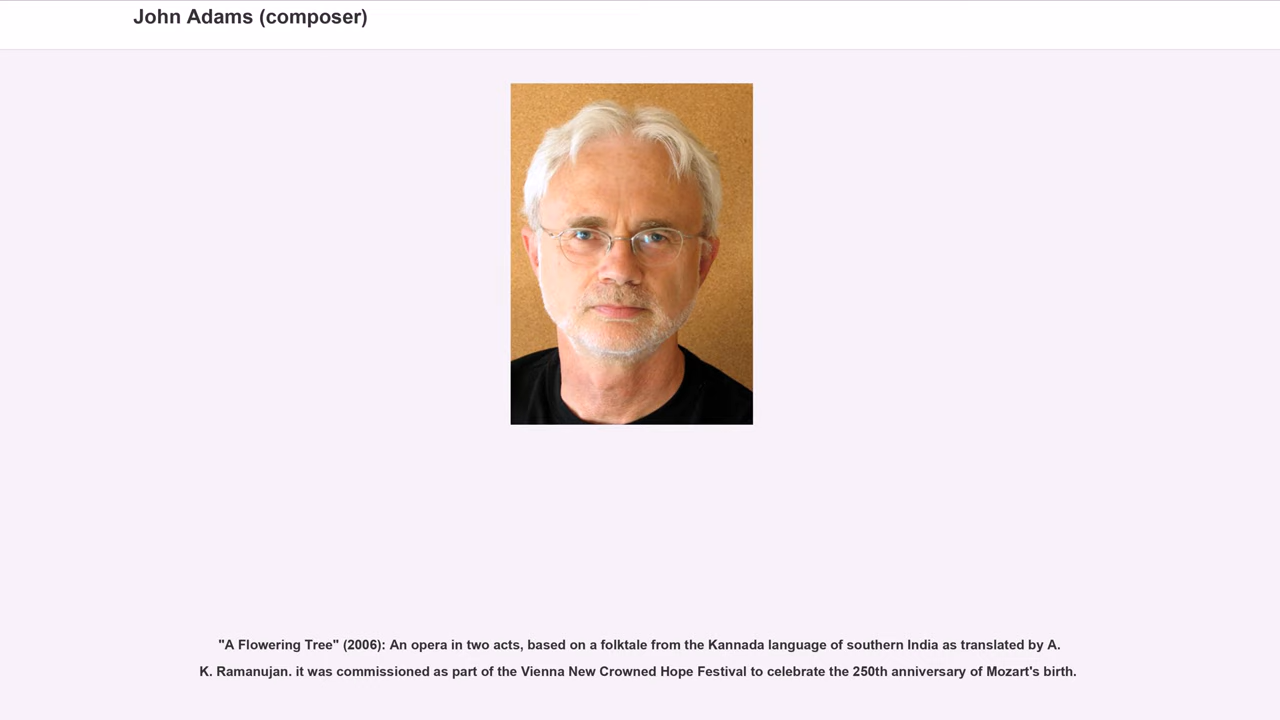 John Adams (composer)
"A Flowering Tree" (2006): An opera in two acts, based on a folktale from the Kannada language of southern India as translated by A.
K. Ramanujan. it was commissioned as part of the Vienna New Crowned Hope Festival to celebrate the 250th anniversary of Mozart's birth.